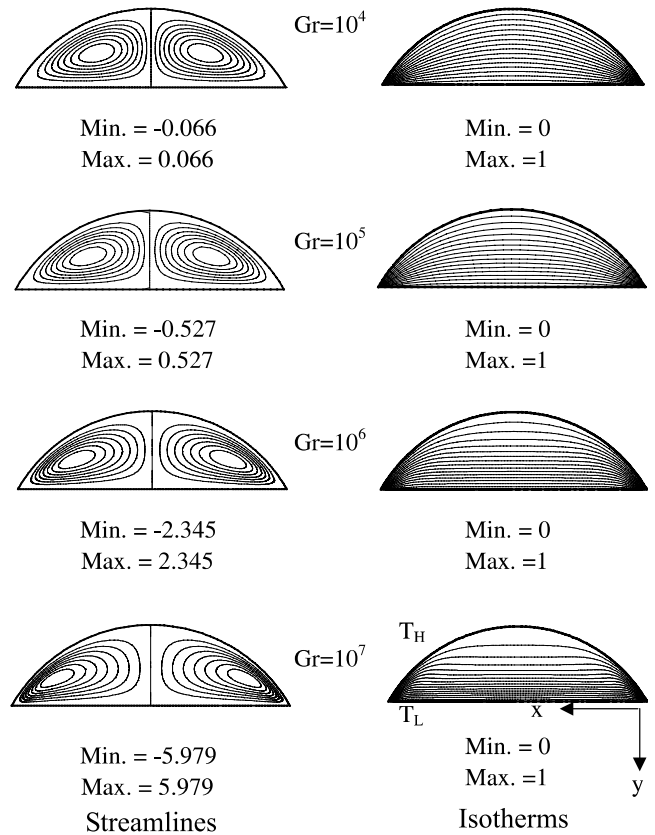 Gr=10⁴
Min. = -0.066
Max. = 0.066
Min. = 0
Max. =1
Gr=10⁵
Min. = -0.527
Max. = 0.527
Min. = 0
Max. =1
Gr=10⁶
Min. = -2.345
Max. = 2.345
Min. = 0
Max. =1
Gr=10⁷
T_H
T_L
x
y
Min. = -5.979
Max. = 5.979
Min. = 0
Max. =1
Streamlines
Isotherms